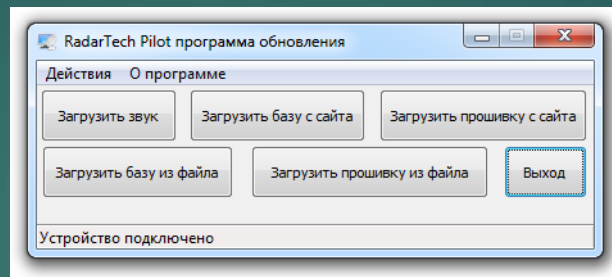 RadarTech Pilot программа обновления
Действия О программе
Загрузить звук Загрузить базу с сайта Загрузить прошивку с сайта
Загрузить базу из файла Загрузить прошивку из файла Выход
Устройство подключено